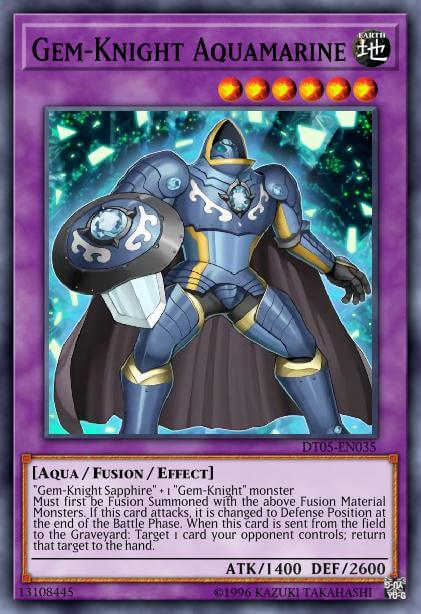 Gem-Knight Aquamarine
EARTH
地
DT05-EN035
[Aqua / Fusion / Effect]
"Gem-Knight Sapphire" + 1 "Gem-Knight" monster
Must first be Fusion Summoned with the above Fusion Material
Monsters. If this card attacks, it is changed to Defense Position at
the end of the Battle Phase. When this card is sent from the field
to the Graveyard: Target 1 card your opponent controls; return
that target to the hand.
ATK/1400 DEF/2600
13108445
©1996 KAZUKI TAKAHASHI